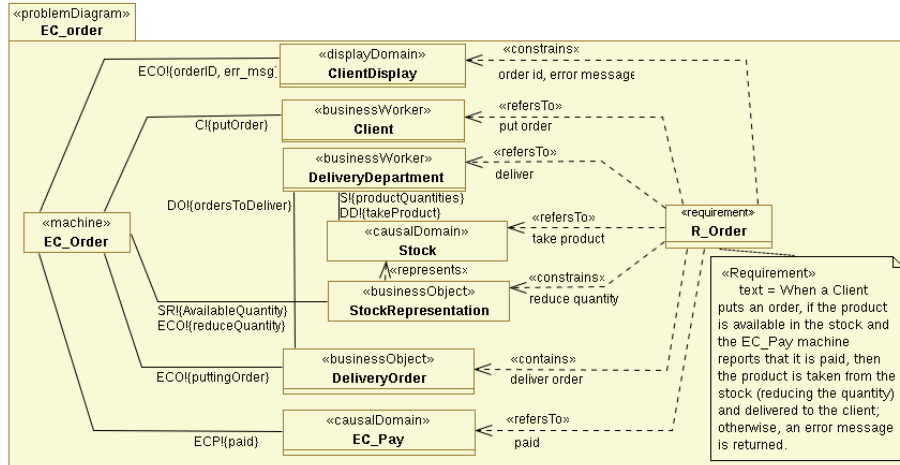 «problemDiagram»
EC_order
«displayDomain»
ClientDisplay
«constrains»
order id, error message
ECO!{orderID, err_msg}
«businessWorker»
Client
«refersTo»
put order
C!{putOrder}
«businessWorker»
DeliveryDepartment
«refersTo»
deliver
DO!{ordersToDeliver}
S!{productQuantities}
DD!{takeProduct}
«machine»
EC_Order
«causalDomain»
Stock
«refersTo»
take product
«requirement»
R_Order
«represents»
«businessObject»
StockRepresentation
«constrains»
reduce quantity
SR!{AvailableQuantity}
ECO!{reduceQuantity}
«businessObject»
DeliveryOrder
«contains»
deliver order
ECO!{puttingOrder}
«causalDomain»
EC_Pay
«refersTo»
paid
ECP!{paid}
«Requirement»
text = When a Client
puts an order, if the product
is available in the stock and
the EC_Pay machine
reports that it is paid, then
the product is taken from the
stock (reducing the quantity)
and delivered to the client;
otherwise, an error message
is returned.